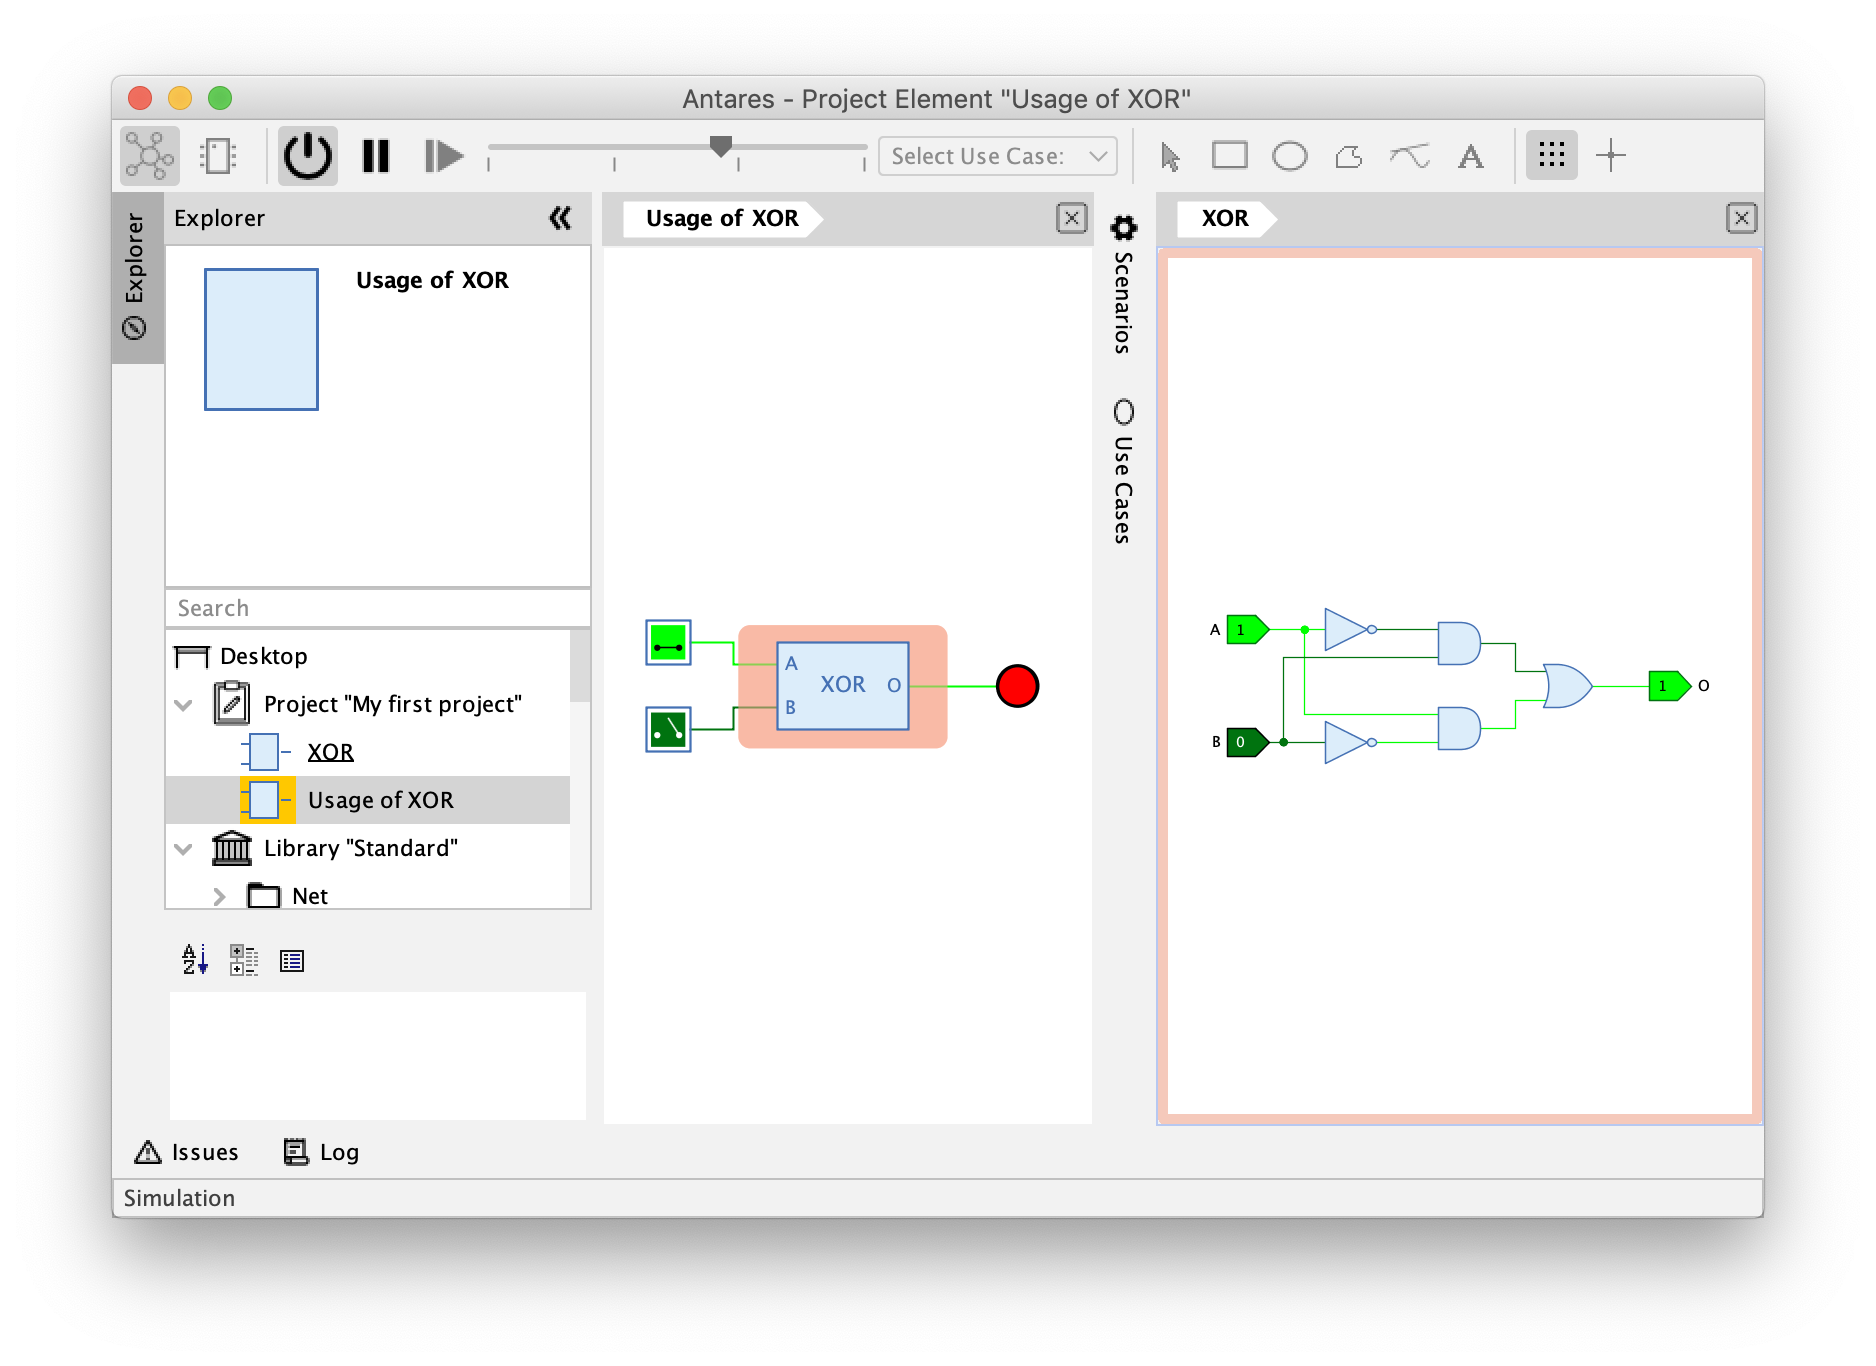 Antares - Project Element "Usage of XOR"
Select Use Case:
A
Explorer
Explorer
Usage of XOR
Search
Desktop
Project "My first project"
XOR
Usage of XOR
Library "Standard"
Net
A
Z
Usage of XOR
A
B
XOR
O
Scenarios
Use Cases
XOR
A
1
B
0
1
O
Issues
Log
Simulation